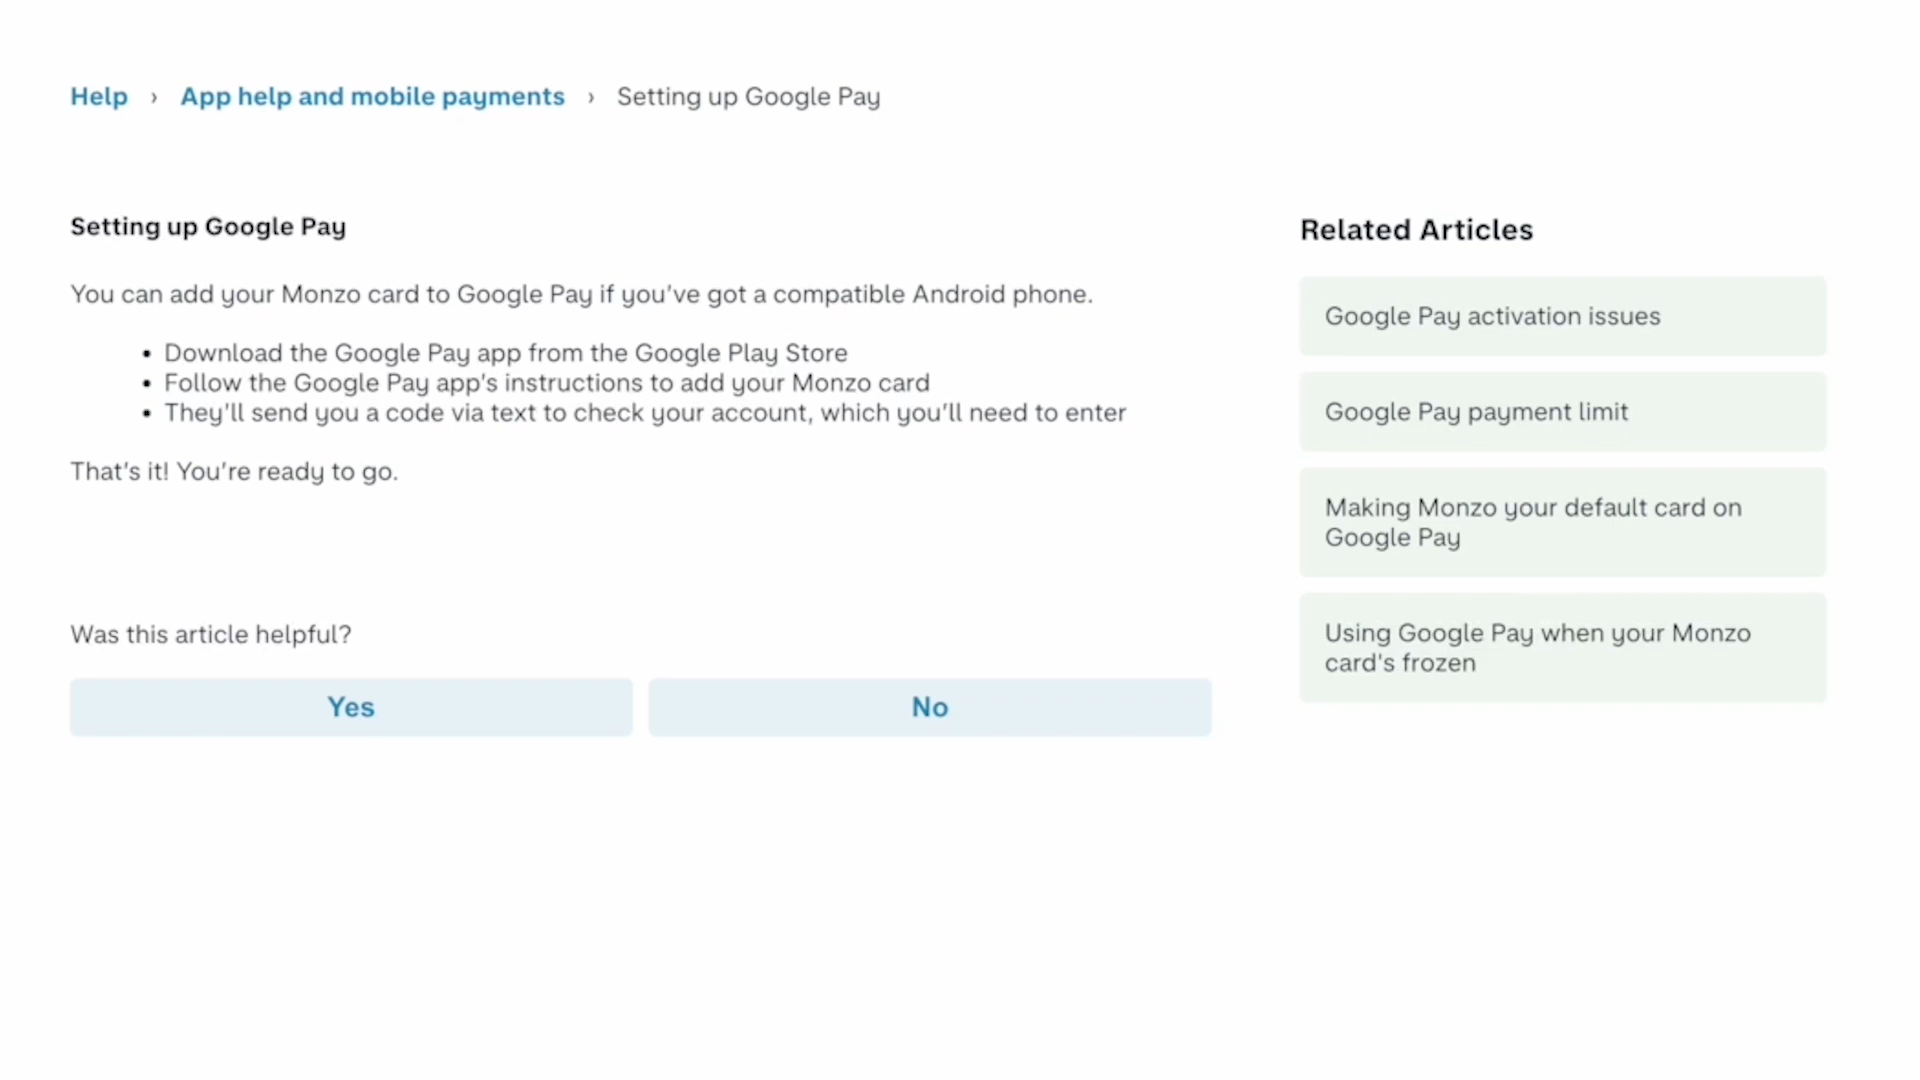 Help › App help and mobile payments › Setting up Google Pay
Setting up Google Pay
You can add your Monzo card to Google Pay if you've got a compatible Android phone.
• Download the Google Pay app from the Google Play Store
• Follow the Google Pay app's instructions to add your Monzo card
• They'll send you a code via text to check your account, which you'll need to enter
That's it! You're ready to go.
Was this article helpful?
Yes
No
Related Articles
Google Pay activation issues
Google Pay payment limit
Making Monzo your default card on
Google Pay
Using Google Pay when your Monzo
card's frozen